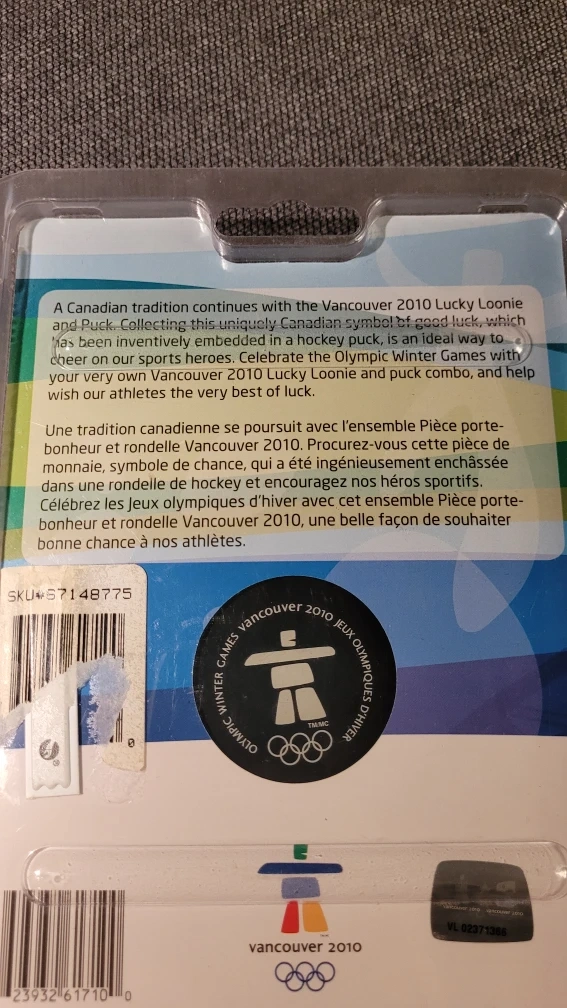 A Canadian tradition continues with the Vancouver 2010 Lucky Loonie
and Puck. Collecting this uniquely Canadian symbol of good luck, which
has been inventively embedded in a hockey puck, is an ideal way to
cheer on our sports heroes. Celebrate the Olympic Winter Games with
your very own Vancouver 2010 Lucky Loonie and puck combo, and help
wish our athletes the very best of luck.
Une tradition canadienne se poursuit avec l'ensemble Pièce porte-
bonheur et rondelle Vancouver 2010. Procurez-vous cette pièce de
monnaie, symbole de chance, qui a été ingénieusement enchâssée
dans une rondelle de hockey et encouragez nos héros sportifs.
Célébrez les Jeux olympiques d'hiver avec cet ensemble Pièce porte-
bonheur et rondelle Vancouver 2010, une belle façon de souhaiter
bonne chance à nos athlètes.
SKU#S7148775
0
OLYMPIC WINTER GAMES vancouver 2010 JEUX OLYMPIQUES D'HIVER
TM/MC
vancouver 2010
VL 02371386
23932 61710 0